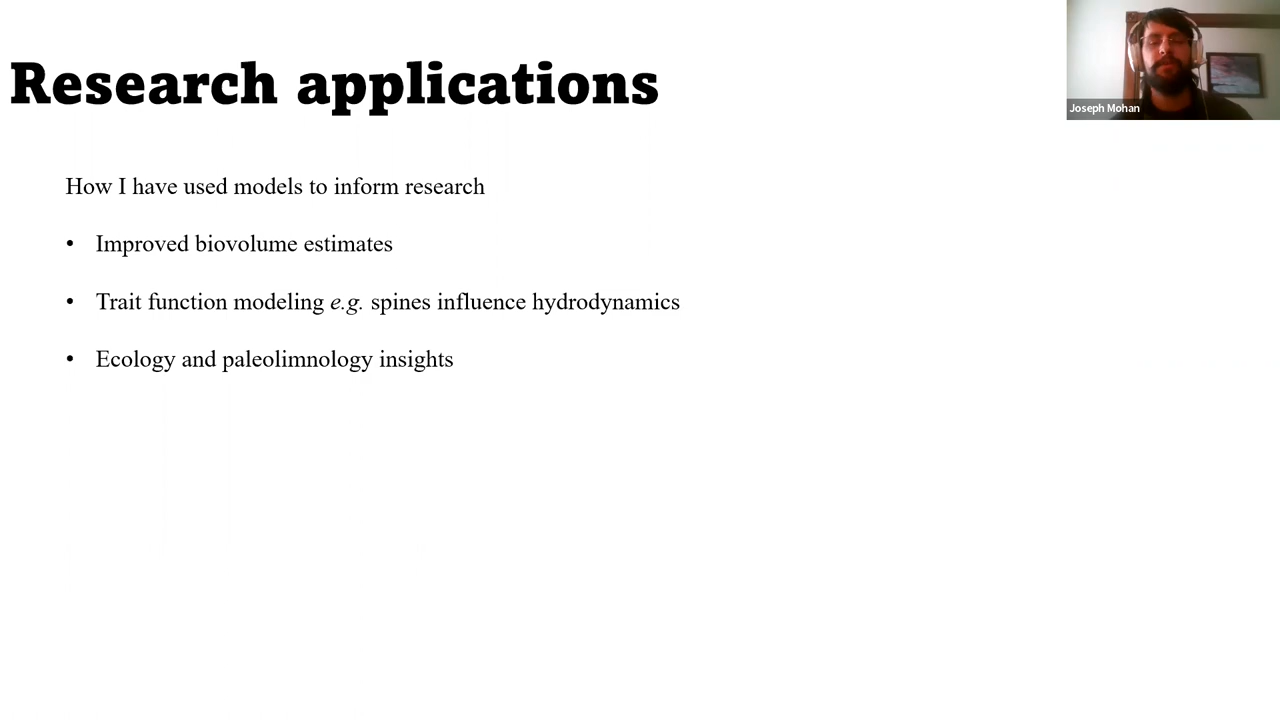 Research applications
Joseph Mohan
How I have used models to inform research
• Improved biovolume estimates
• Trait function modeling e.g. spines influence hydrodynamics
• Ecology and paleolimnology insights